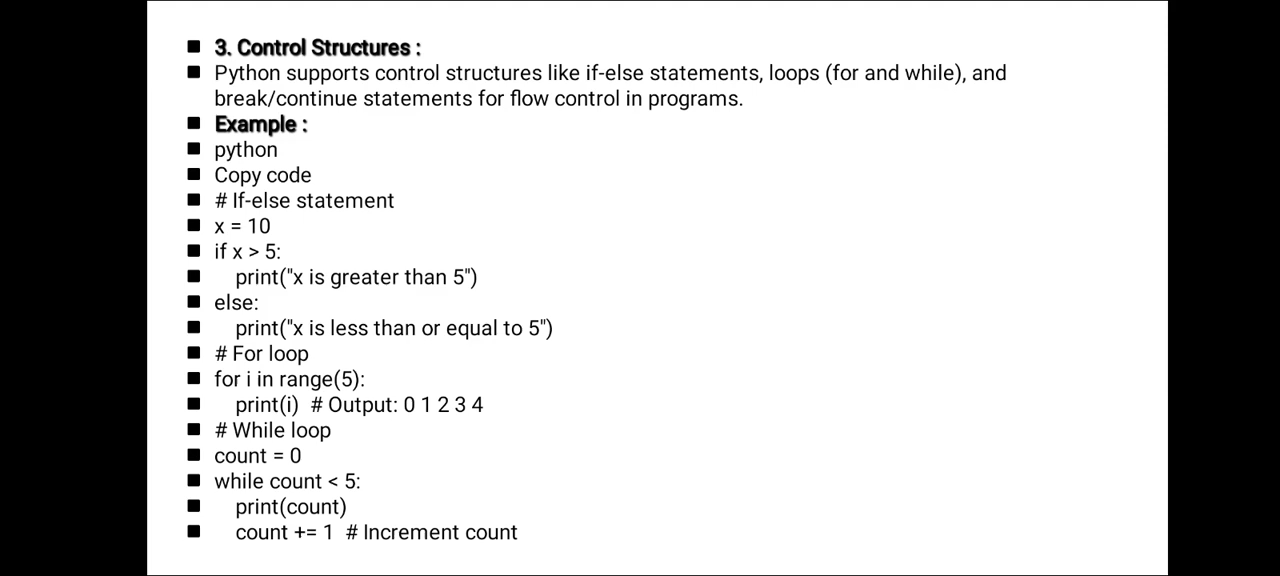 ■ 3. Control Structures :
■ Python supports control structures like if-else statements, loops (for and while), and
break/continue statements for flow control in programs.
■ Example :
■ python
■ Copy code
■ # If-else statement
■ x = 10
■ if x > 5:
■ print("x is greater than 5")
■ else:
■ print("x is less than or equal to 5")
■ # For loop
■ for i in range(5):
■ print(i)  # Output: 0 1 2 3 4
■ # While loop
■ count = 0
■ while count < 5:
■ print(count)
■ count += 1  # Increment count